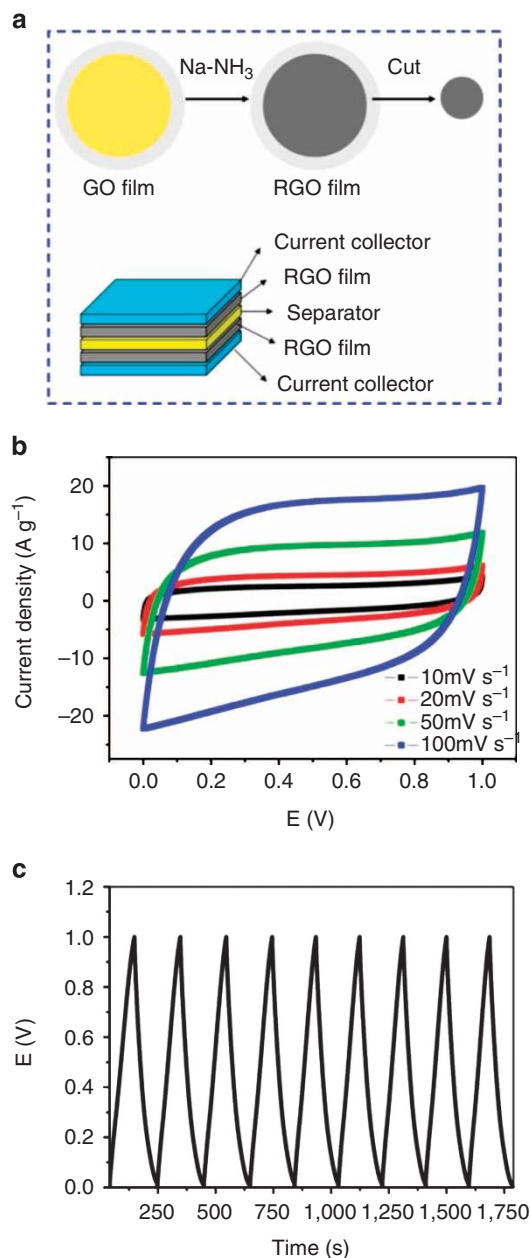 a
Na-NH₃
Cut
GO film
RGO film
Current collector
RGO film
Separator
RGO film
Current collector
b
Current density (A g⁻¹)
20
10
0
–10
–20
10mV s⁻¹
20mV s⁻¹
50mV s⁻¹
100mV s⁻¹
0.0 0.2 0.4 0.6 0.8 1.0
E (V)
c
E (V)
1.2
1.0
0.8
0.6
0.4
0.2
0.0
250 500 750 1,000 1,250 1,500 1,750
Time (s)